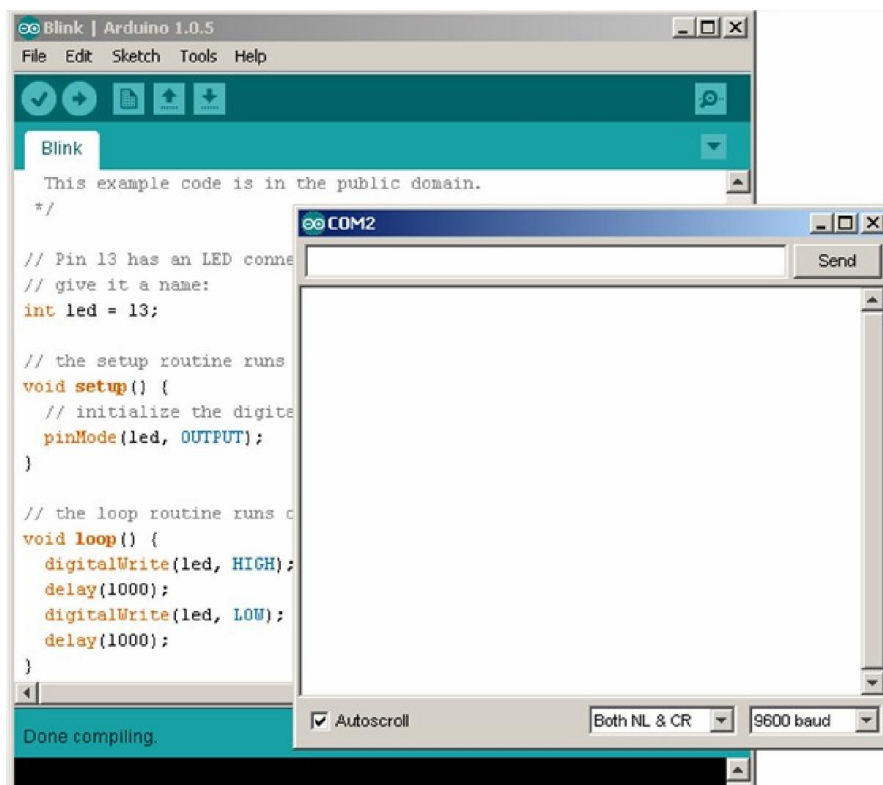 Blink | Arduino 1.0.5
File Edit Sketch Tools Help
Blink
This example code is in the public domain.
*/
// Pin 13 has an LED conne
// give it a name:
int led = 13;
// the setup routine runs
void setup() {
// initialize the digita
pinMode(led, OUTPUT);
}
// the loop routine runs o
void loop() {
digitalWrite(led, HIGH);
delay(1000);
digitalWrite(led, LOW);
delay(1000);
}
Done compiling.
COM2
Send
Autoscroll
Both NL & CR
9600 baud